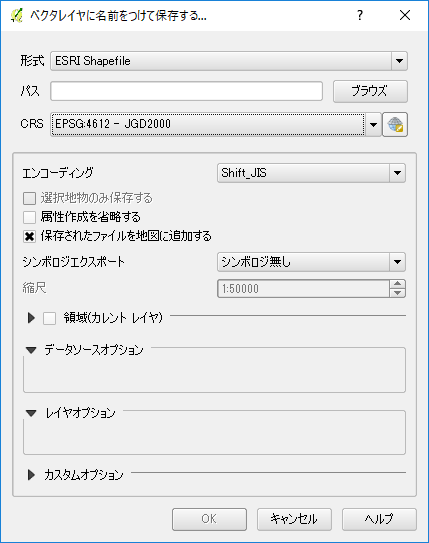 ベクタレイヤに名前をつけて保存する...
形式 ESRI Shapefile
パス ブラウズ
CRS EPSG:4612 - JGD2000
エンコーディング Shift_JIS
選択地物のみ保存する
属性作成を省略する
保存されたファイルを地図に追加する
シンボロジエクスポート シンボロジ無し
縮尺 1:50000
領域(カレント レイヤ)
データソースオプション
レイヤオプション
カスタムオプション
OK キャンセル ヘルプ